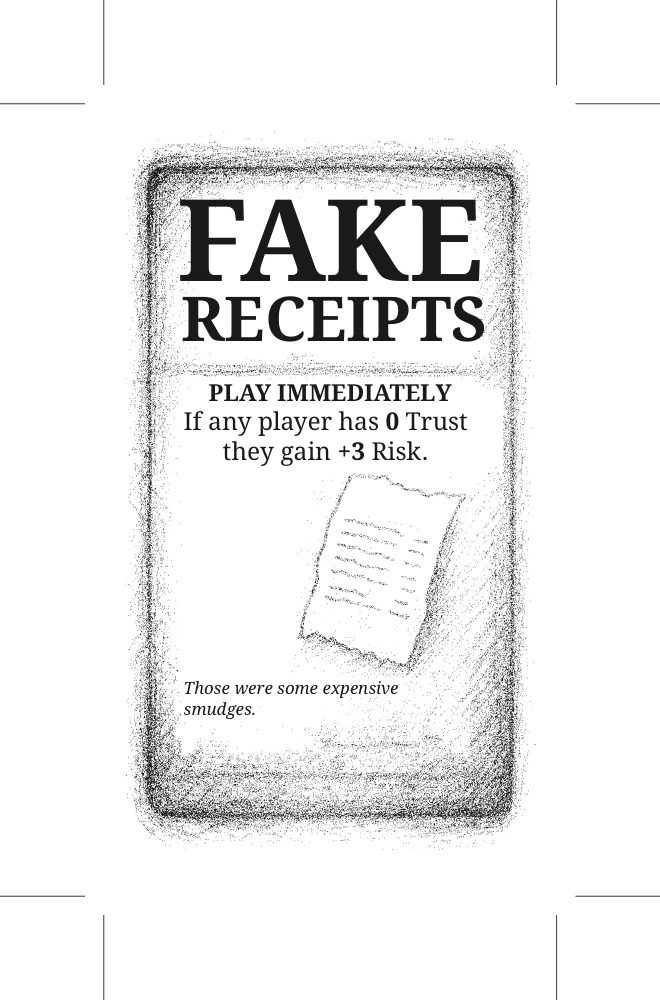 FAKE
RECEIPTS
PLAY IMMEDIATELY
If any player has 0 Trust
they gain +3 Risk.
Those were some expensive
smudges.